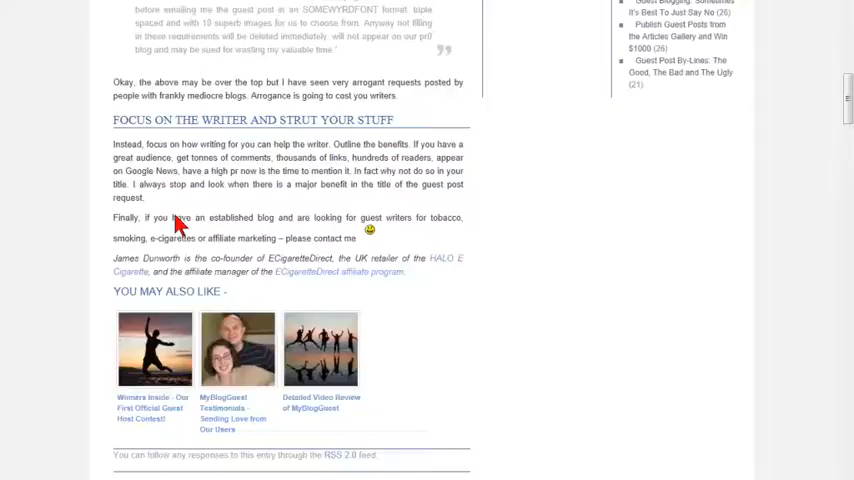 before emailing me the guest post in an SOMEWYRDFONT format, triple
spaced and with 10 superb images for us to choose from. Anyway not filling
in these requirements will be deleted immediately, will not appear on our pr0
blog and may be sued for wasting my valuable time.'
Okay, the above may be over the top but I have seen very arrogant requests posted by
people with frankly mediocre blogs. Arrogance is going to cost you writers.
FOCUS ON THE WRITER AND STRUT YOUR STUFF
Instead, focus on how writing for you can help the writer. Outline the benefits. If you have a
great audience, get tonnes of comments, thousands of links, hundreds of readers, appear
on Google News, have a high pr now is the time to mention it. In fact why not do so in your
title. I always stop and look when there is a major benefit in the title of the guest post
request.
Finally, if you have an established blog and are looking for guest writers for tobacco,
smoking, e-cigarettes or affiliate marketing – please contact me
James Dunworth is the co-founder of ECigaretteDirect, the UK retailer of the HALO E
Cigarette, and the affiliate manager of the ECigaretteDirect affiliate program.
YOU MAY ALSO LIKE -
Winners Inside - Our
First Official Guest
Host Contest!
MyBlogGuest
Testimonials -
Sending Love from
Our Users
Detailed Video Review
of MyBlogGuest
You can follow any responses to this entry through the RSS 2.0 feed.
Guest Blogging: Sometimes
It's Best To Just Say No (26)
Publish Guest Posts from
the Articles Gallery and Win
$1000 (26)
Guest Post By-Lines: The
Good, The Bad and The Ugly
(21)